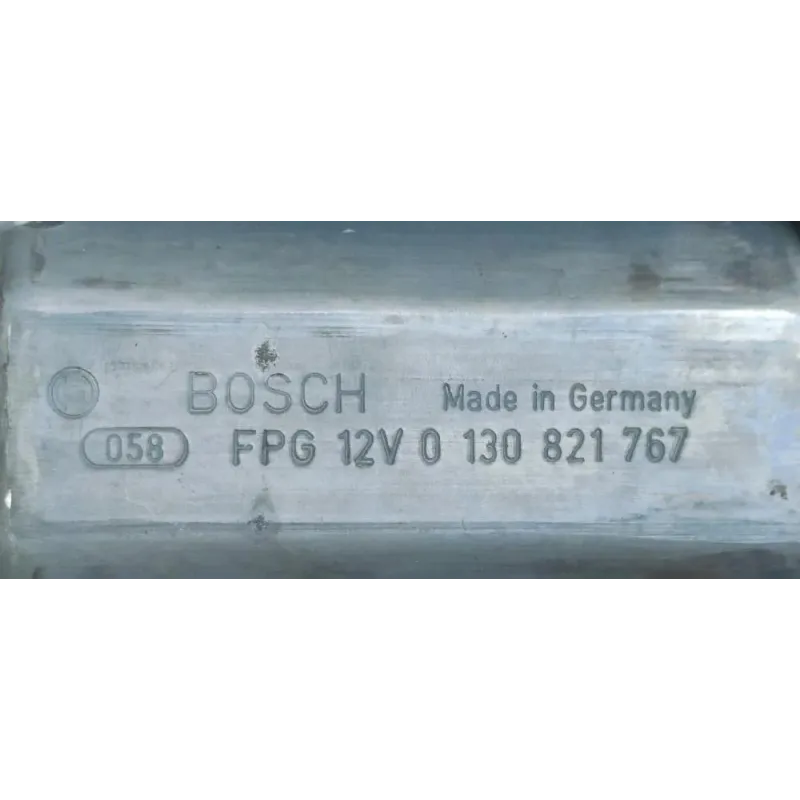 BOSCH Made in Germany
058 FPG 12V 0 130 821 767